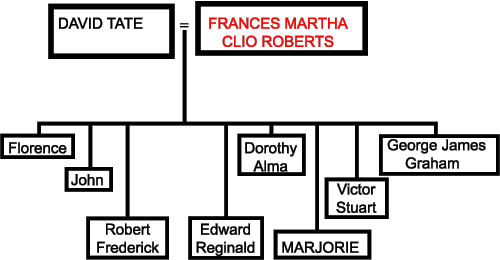 DAVID TATE
=
FRANCES MARTHA
CLIO ROBERTS
Florence
John
Robert
Frederick
Edward
Reginald
Dorothy
Alma
MARJORIE
Victor
Stuart
George James
Graham